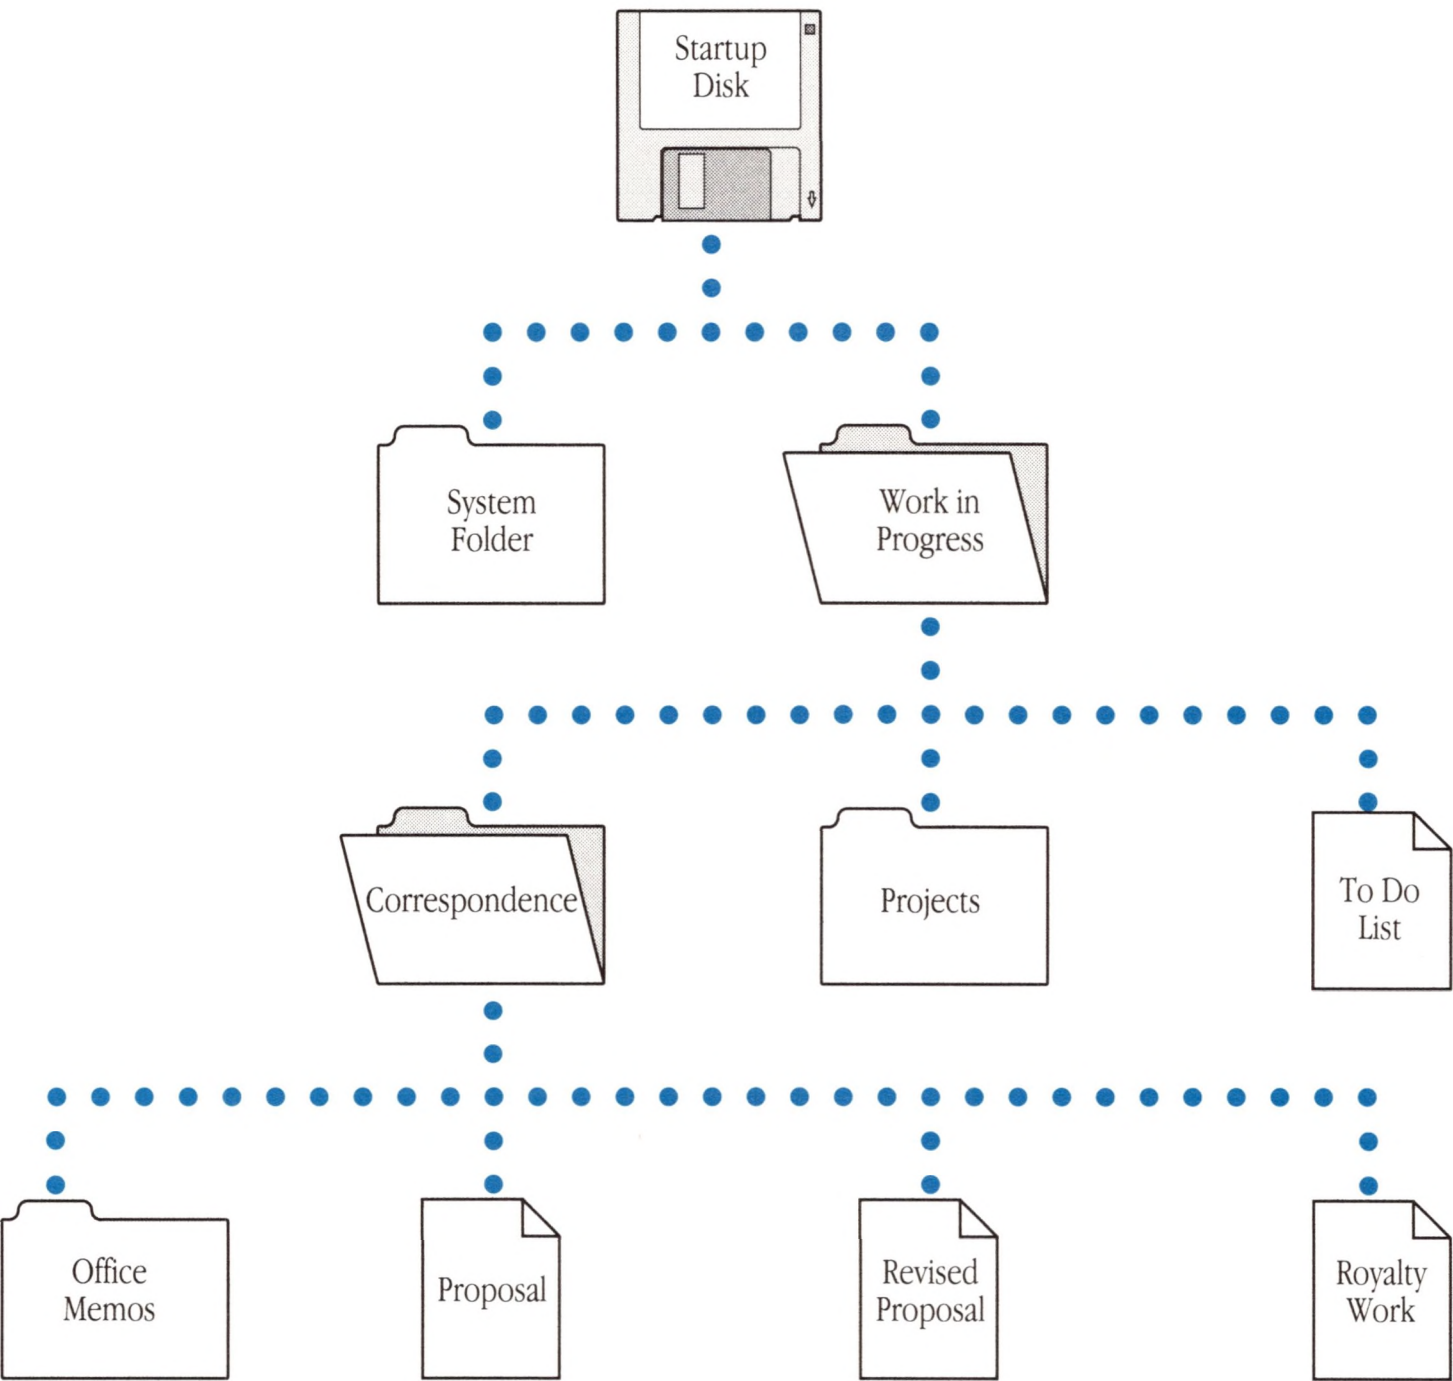 Startup
Disk
System
Folder
Work in
Progress
Correspondence
Projects
To Do
List
Office
Memos
Proposal
Revised
Proposal
Royalty
Work